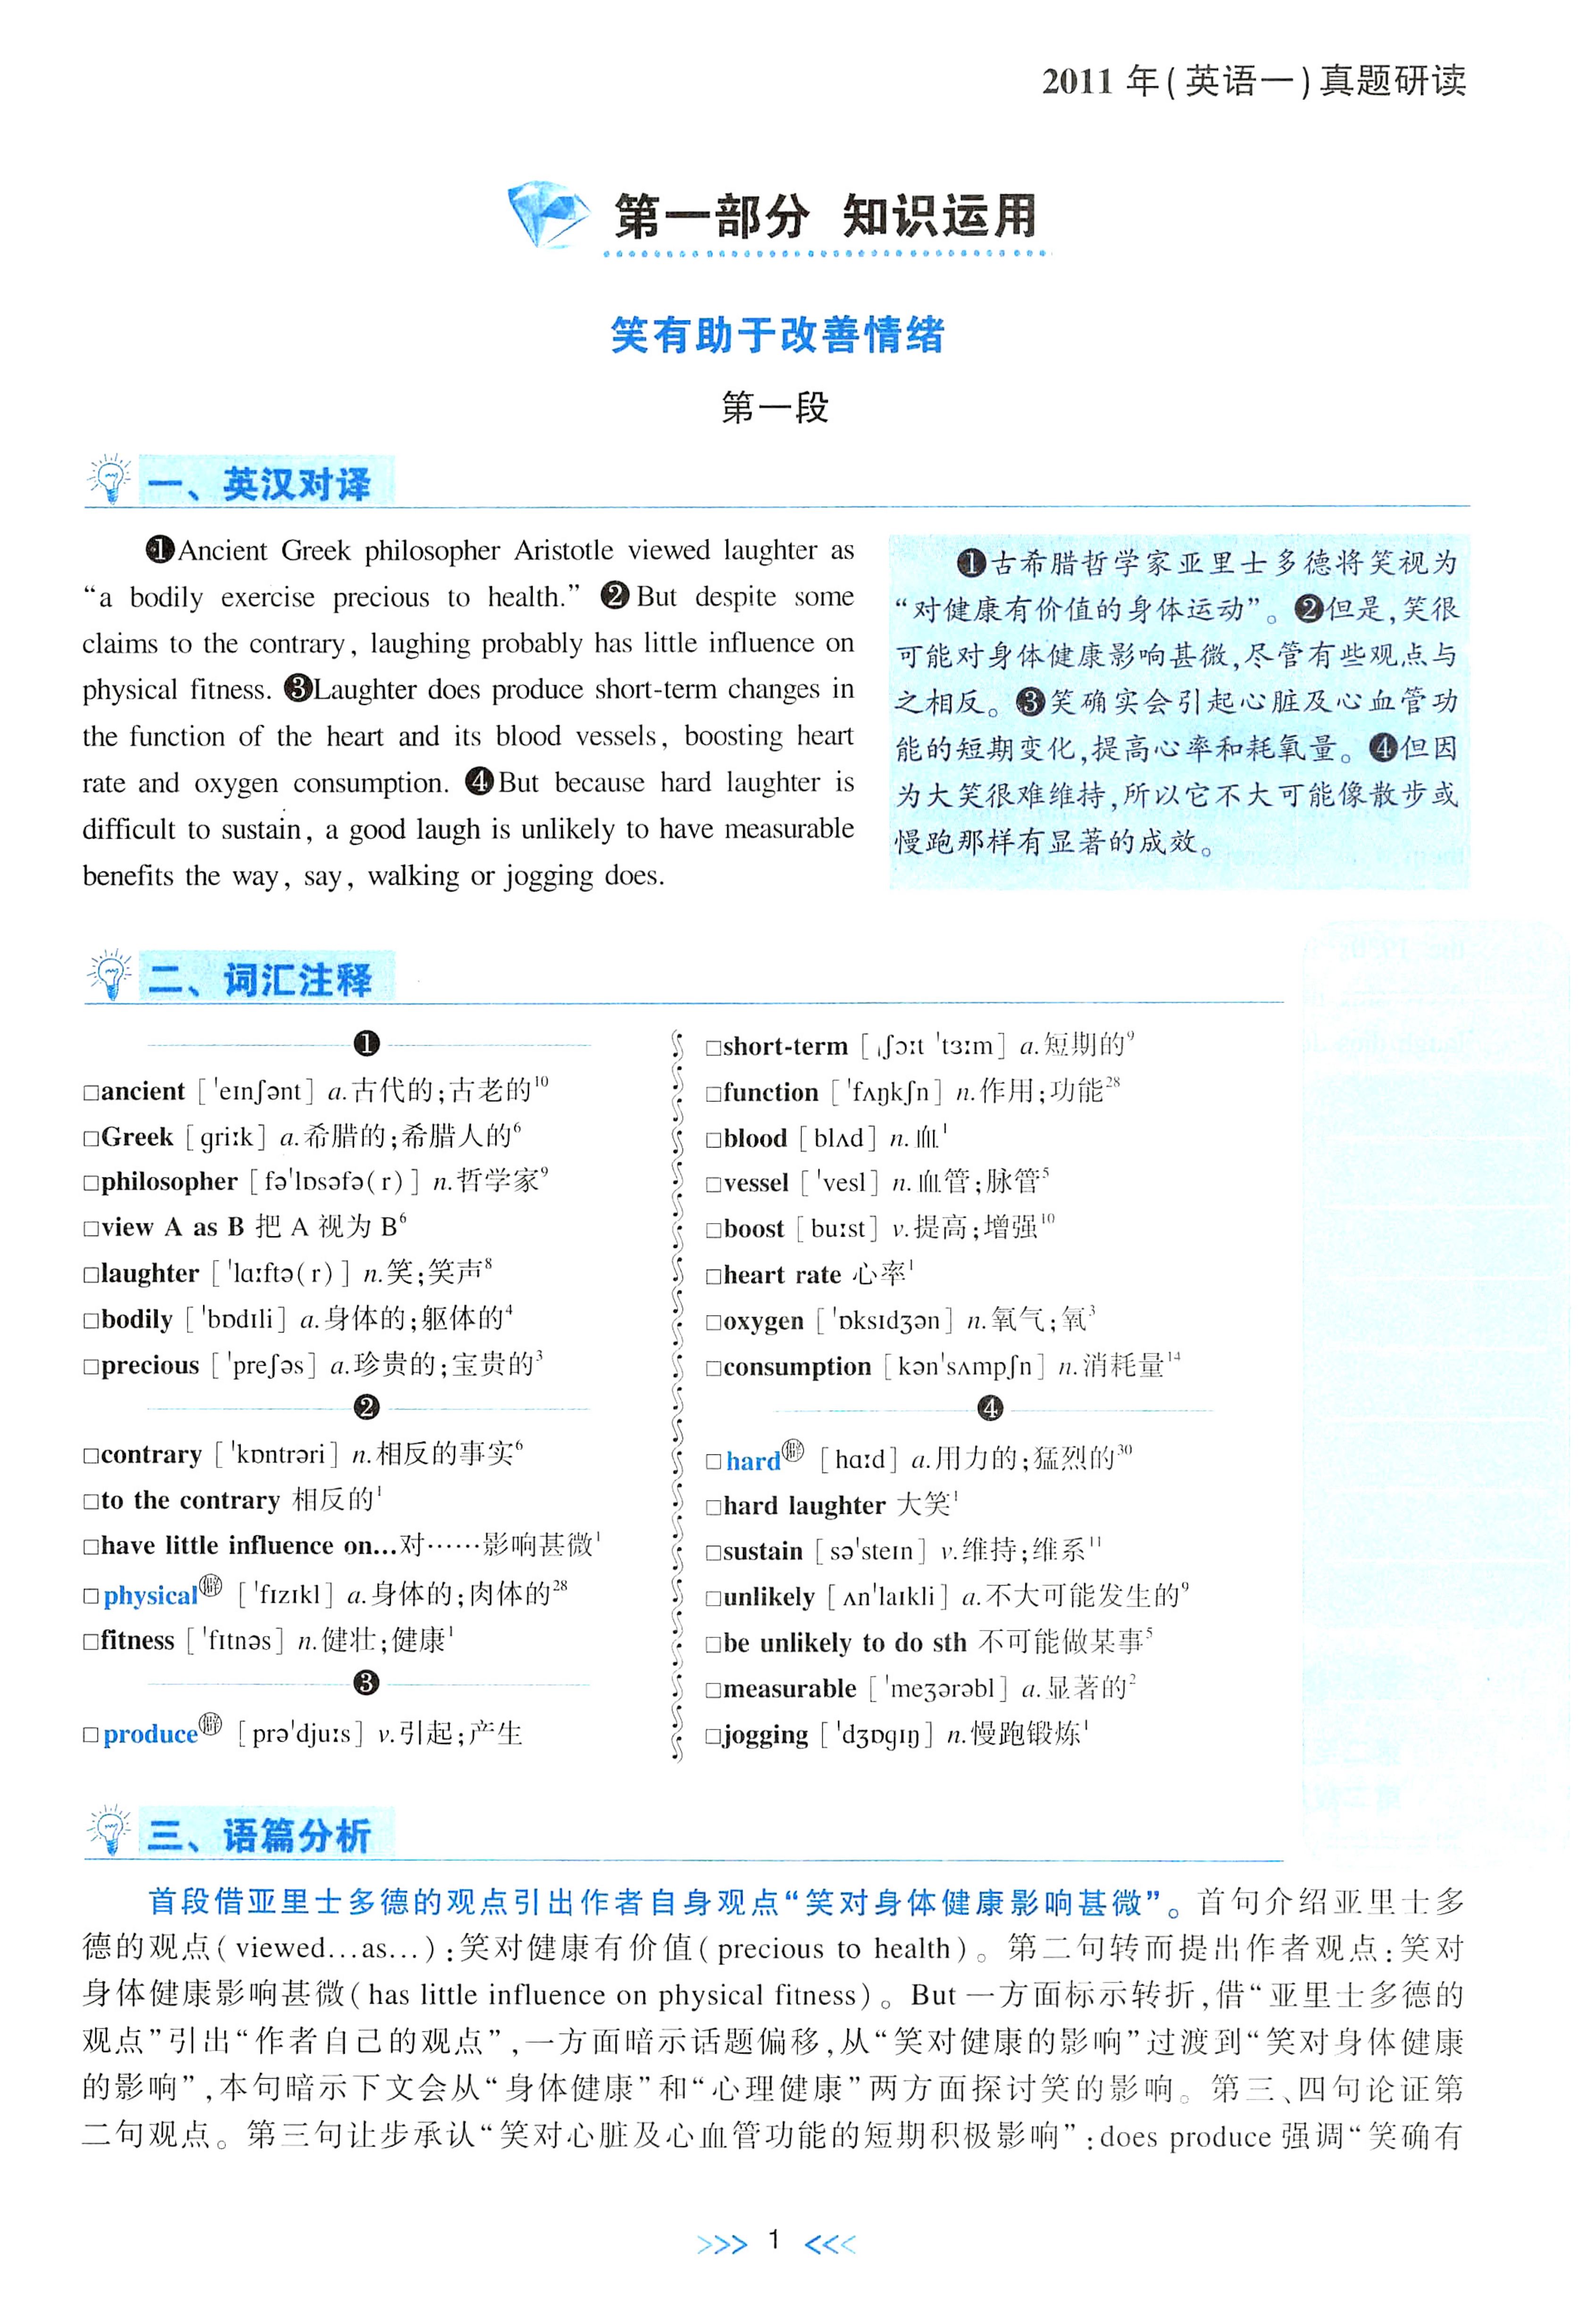 2011 年(英语一)真题研读
第一部分 知识运用
笑有助于改善情绪
第一段
一、英汉对译
❶Ancient Greek philosopher Aristotle viewed laughter as
“a bodily exercise precious to health.” ❷But despite some
claims to the contrary, laughing probably has little influence on
physical fitness. ❸Laughter does produce short-term changes in
the function of the heart and its blood vessels, boosting heart
rate and oxygen consumption. ❹But because hard laughter is
difficult to sustain, a good laugh is unlikely to have measurable
benefits the way, say, walking or jogging does.
❶古希腊哲学家亚里士多德将笑视为
“对健康有价值的身体运动”。❷但是,笑很
可能对身体健康影响甚微,尽管有些观点与
之相反。❸笑确实会引起心脏及心血管功
能的短期变化,提高心率和耗氧量。❹但因
为大笑很难维持,所以它不大可能像散步或
慢跑那样有显著的成效。
二、词汇注释
❶
□ancient [ˈeɪnʃənt] a.古代的;古老的¹⁰
□Greek [ɡriːk] a.希腊的;希腊人的⁶
□philosopher [fəˈlɒsəfə(r)] n.哲学家⁹
□view A as B 把 A 视为 B⁶
□laughter [ˈlɑːftə(r)] n.笑;笑声⁸
□bodily [ˈbɒdɪli] a.身体的;躯体的⁴
□precious [ˈpreʃəs] a.珍贵的;宝贵的³
❷
□contrary [ˈkɒntrəri] n.相反的事实⁶
□to the contrary 相反的¹
□have little influence on...对……影响甚微¹
□physical㊙ [ˈfɪzɪkl] a.身体的;肉体的²⁸
□fitness [ˈfɪtnəs] n.健壮;健康¹
❸
□produce [prəˈdjuːs] v.引起;产生
□short-term [ˌʃɔːt ˈtɜːm] a.短期的⁹
□function [ˈfʌŋkʃn] n.作用;功能²⁸
□blood [blʌd] n.血¹
□vessel [ˈvesl] n.血管;脉管⁵
□boost [buːst] v.提高;增强¹⁰
□heart rate 心率¹
□oxygen [ˈɒksɪdʒən] n.氧气;氧³
□consumption [kənˈsʌmpʃn] n.消耗量¹⁴
❹
□hard [hɑːd] a.用力的;猛烈的³⁰
□hard laughter 大笑¹
□sustain [səˈsteɪn] v.维持;维系¹¹
□unlikely [ʌnˈlaɪkli] a.不大可能发生的⁹
□be unlikely to do sth 不可能做某事⁵
□measurable [ˈmeʒərəbl] a.显著的²
□jogging [ˈdʒɒɡɪŋ] n.慢跑锻炼¹
三、语篇分析
首段借亚里士多德的观点引出作者自身观点“笑对身体健康影响甚微”。首句介绍亚里士多
德的观点(viewed...as...):笑对健康有价值(precious to health)。第二句转而提出作者观点:笑对
身体健康影响甚微(has little influence on physical fitness)。But 一方面标示转折,借“亚里士多德的
观点”引出“作者自己的观点”,一方面暗示话题偏移,从“笑对健康的影响”过渡到“笑对身体健康
的影响”,本句暗示下文会从“身体健康”和“心理健康”两方面探讨笑的影响。第三、四句论证第
二句观点。第三句让步承认“笑对心脏及心血管功能的短期积极影响”:does produce 强调“笑确有
>>> 1 <<<